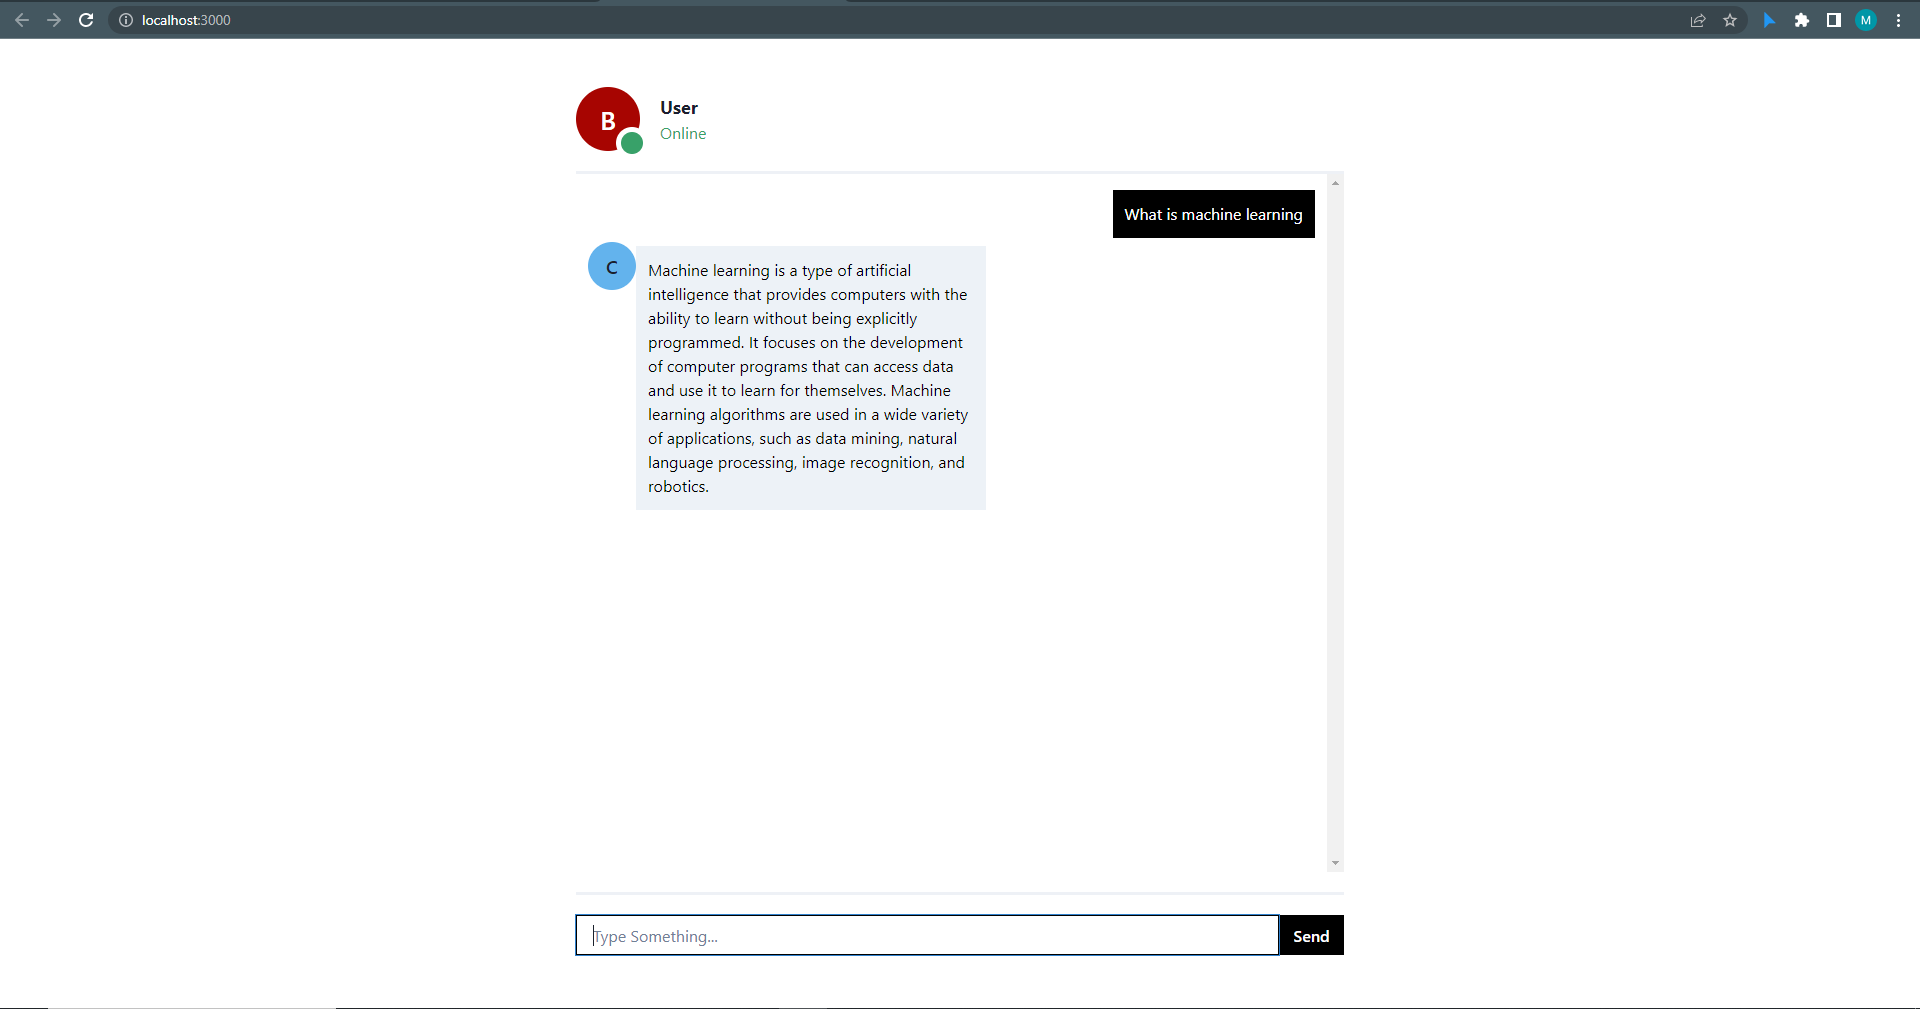 localhost:3000
M
B
User
Online
What is machine learning
C
Machine learning is a type of artificial
intelligence that provides computers with the
ability to learn without being explicitly
programmed. It focuses on the development
of computer programs that can access data
and use it to learn for themselves. Machine
learning algorithms are used in a wide variety
of applications, such as data mining, natural
language processing, image recognition, and
robotics.
Type Something...
Send